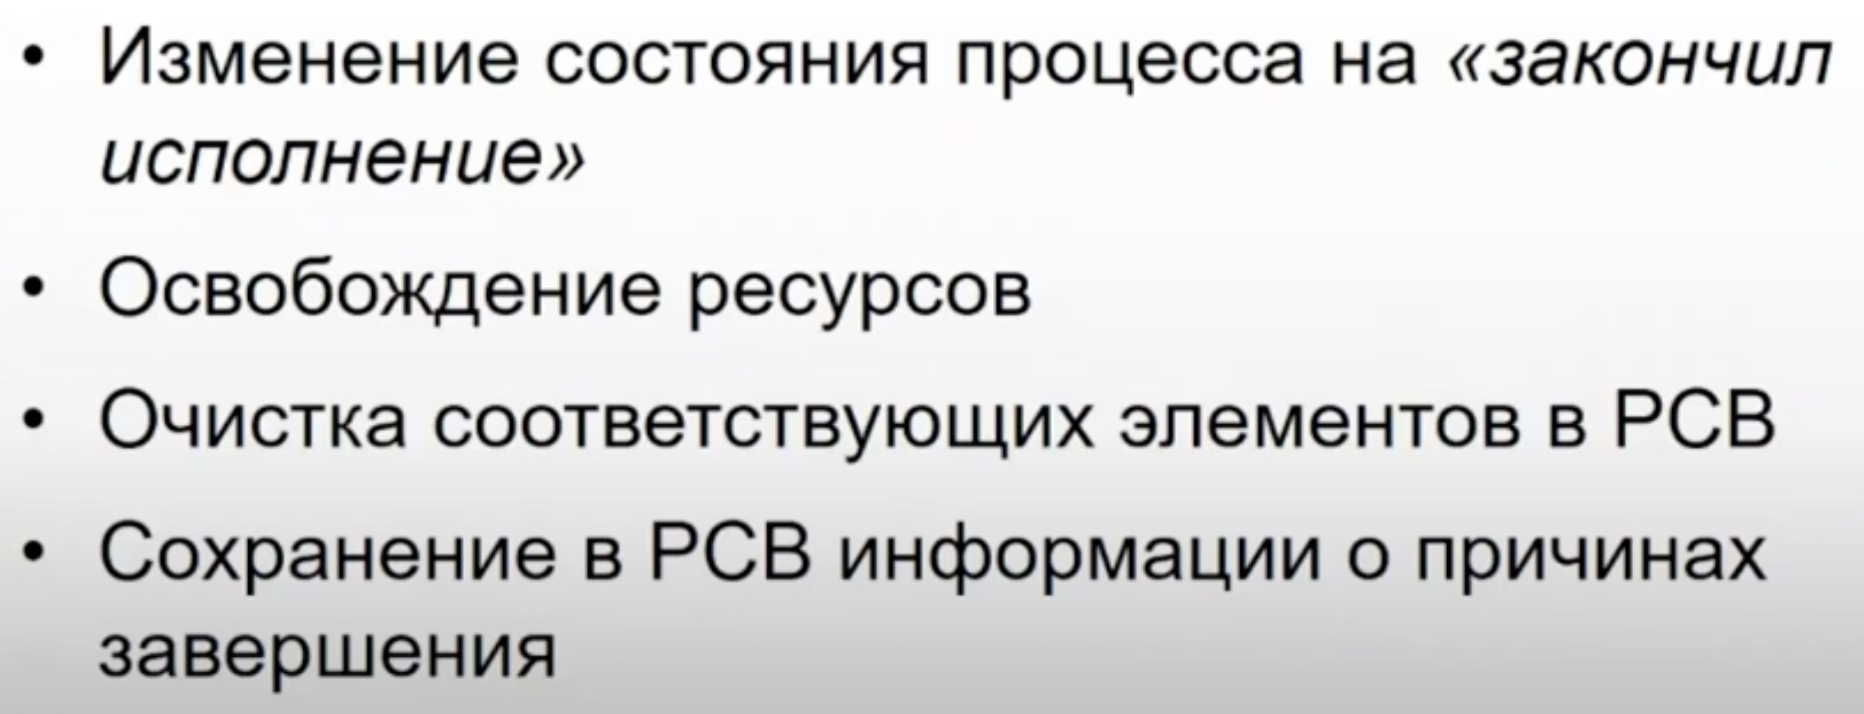 • Изменение состояния процесса на «закончил
исполнение»
• Освобождение ресурсов
• Очистка соответствующих элементов в PCB
• Сохранение в PCB информации о причинах
завершения